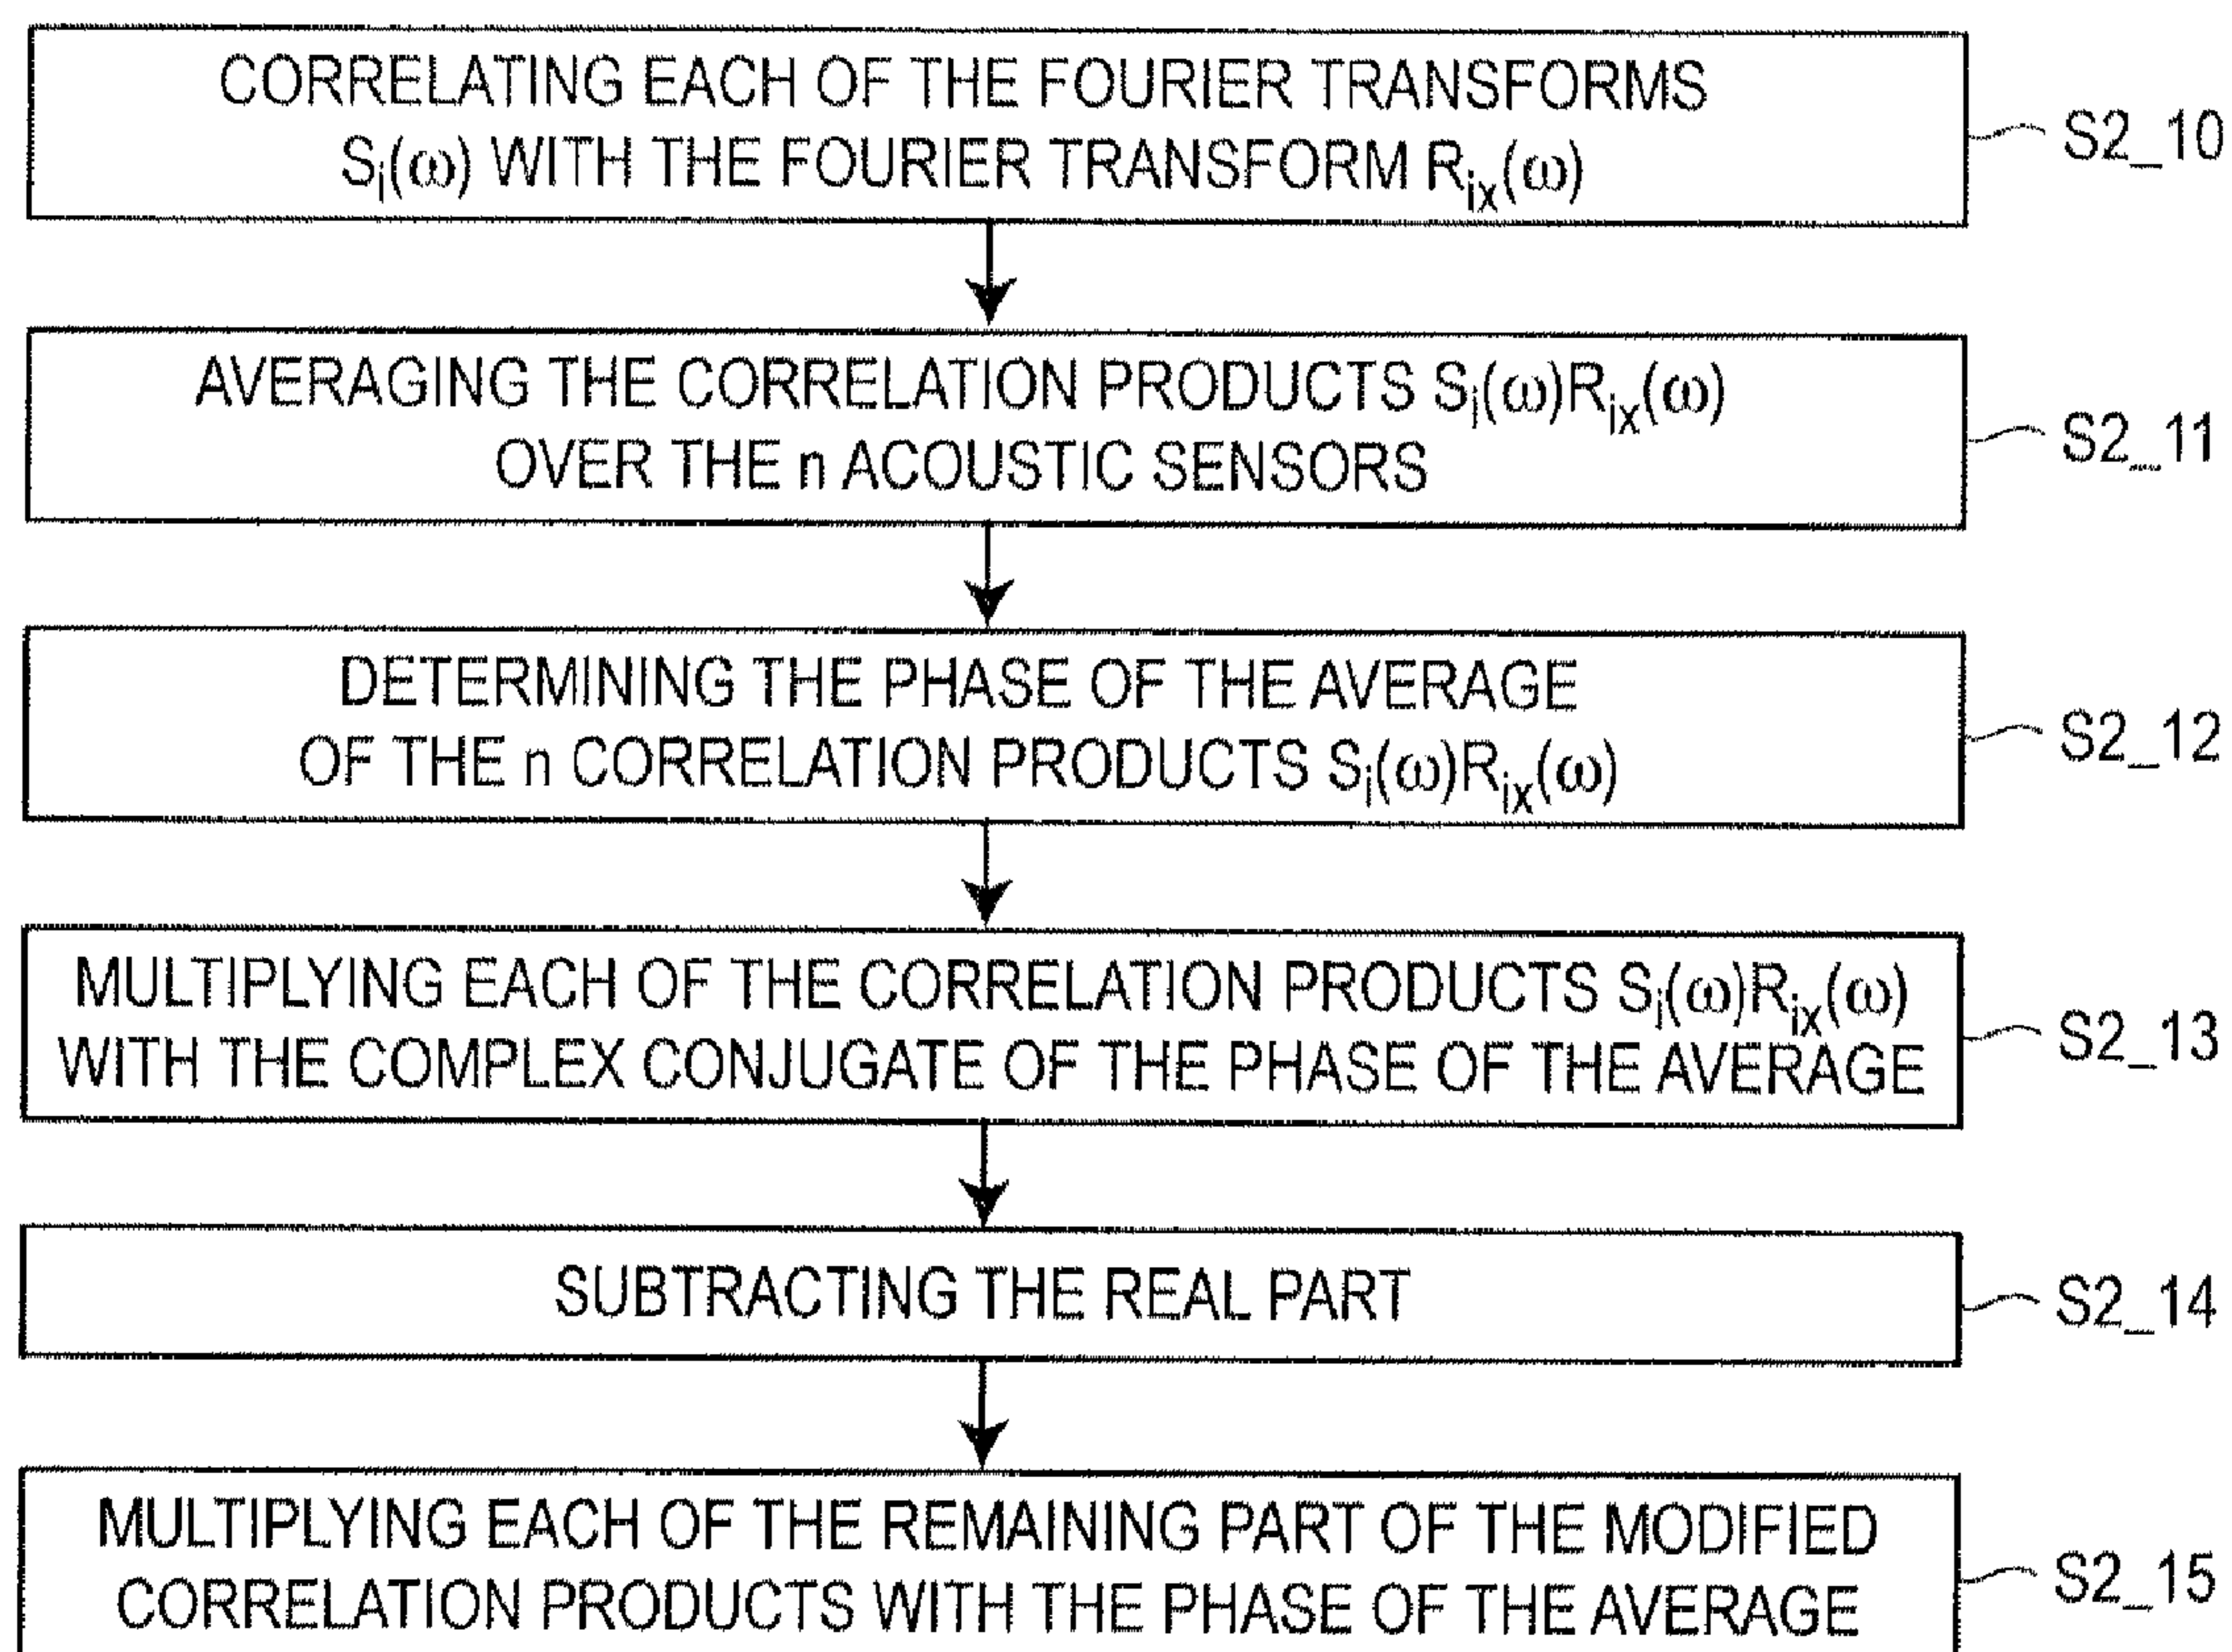 CORRELATING EACH OF THE FOURIER TRANSFORMS
Si(ω) WITH THE FOURIER TRANSFORM Rix(ω)
S2_10
AVERAGING THE CORRELATION PRODUCTS Si(ω)Rix(ω)
OVER THE n ACOUSTIC SENSORS
S2_11
DETERMINING THE PHASE OF THE AVERAGE
OF THE n CORRELATION PRODUCTS Si(ω)Rix(ω)
S2_12
MULTIPLYING EACH OF THE CORRELATION PRODUCTS Si(ω)Rix(ω)
WITH THE COMPLEX CONJUGATE OF THE PHASE OF THE AVERAGE
S2_13
SUBTRACTING THE REAL PART
S2_14
MULTIPLYING EACH OF THE REMAINING PART OF THE MODIFIED
CORRELATION PRODUCTS WITH THE PHASE OF THE AVERAGE
S2_15